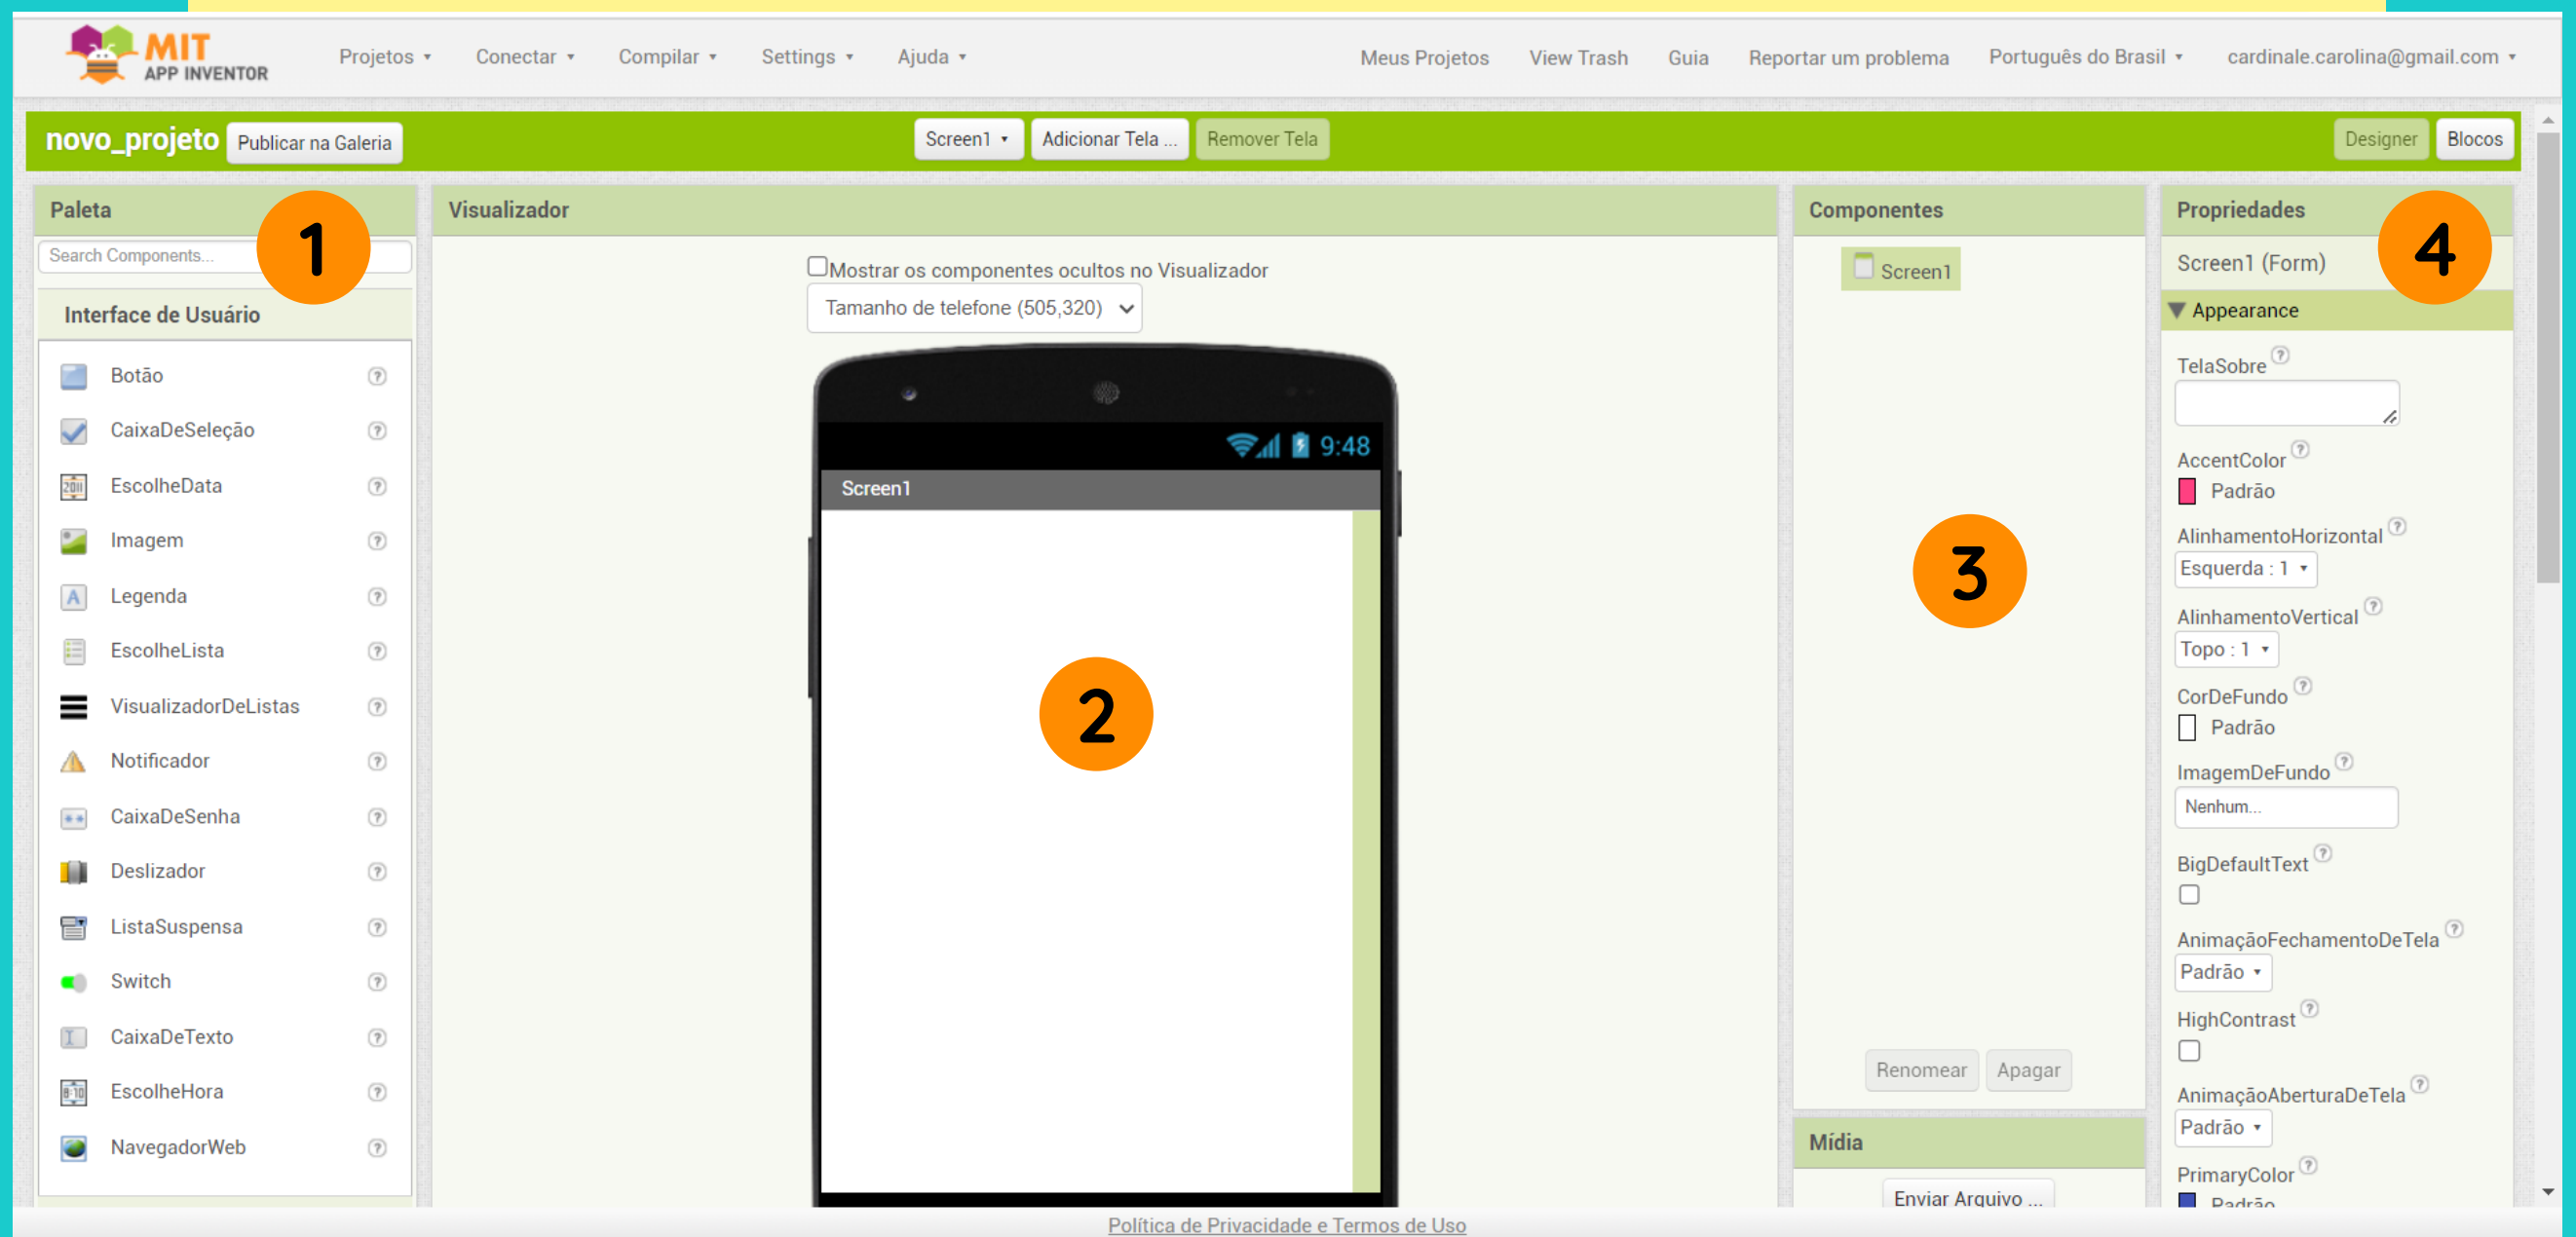 MIT
APP INVENTOR
Projetos
Conectar
Compilar
Settings
Ajuda
Meus Projetos
View Trash
Guia
Reportar um problema
Português do Brasil
cardinale.carolina@gmail.com
novo_projeto
Publicar na Galeria
Screen1
Adicionar Tela ...
Remover Tela
Designer
Blocos
Paleta
1
Search Components...
Interface de Usuário
Botão
CaixaDeSeleção
EscolheData
Imagem
Legenda
EscolheLista
VisualizadorDeListas
Notificador
CaixaDeSenha
Deslizador
ListaSuspensa
Switch
CaixaDeTexto
EscolheHora
NavegadorWeb
Visualizador
Mostrar os componentes ocultos no Visualizador
Tamanho de telefone (505,320)
9:48
Screen1
2
Componentes
Screen1
3
Renomear
Apagar
Mídia
Enviar Arquivo ...
Propriedades
4
Screen1 (Form)
Appearance
TelaSobre
AccentColor
Padrão
AlinhamentoHorizontal
Esquerda : 1
AlinhamentoVertical
Topo : 1
CorDeFundo
Padrão
ImagemDeFundo
Nenhum...
BigDefaultText
AnimaçãoFechamentoDeTela
Padrão
HighContrast
AnimaçãoAberturaDeTela
Padrão
PrimaryColor
Padrão
Política de Privacidade e Termos de Uso